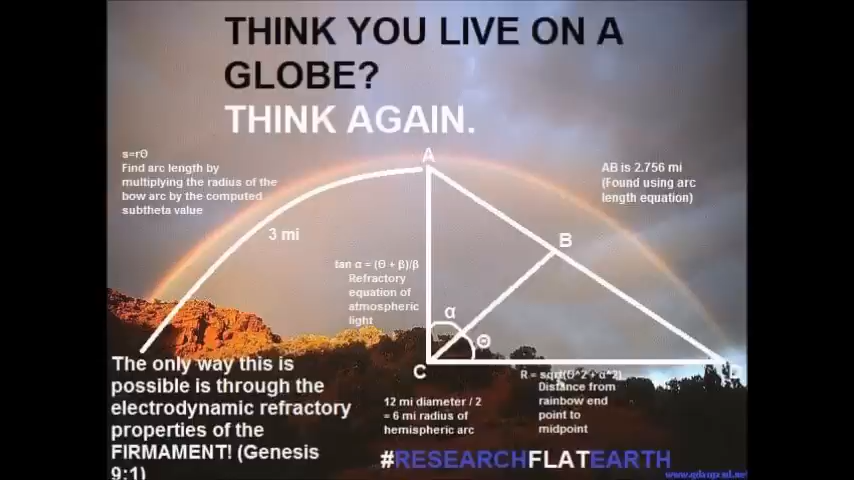 THINK YOU LIVE ON A
GLOBE?
THINK AGAIN.
s=rΘ
Find arc length by
multiplying the radius of the
bow arc by the computed
subtheta value
A
AB is 2.756 mi
(Found using arc
length equation)
3 mi
B
tan α = (Θ + β)/β
Refractory
equation of
atmospheric
light
α
Θ
C
D
The only way this is
possible is through the
electrodynamic refractory
properties of the
FIRMAMENT! (Genesis
9:1)
12 mi diameter / 2
= 6 mi radius of
hemispheric arc
R = sqrt(Θ^2 + α^2)
Distance from
rainbow end
point to
midpoint
#RESEARCHFLATEARTH